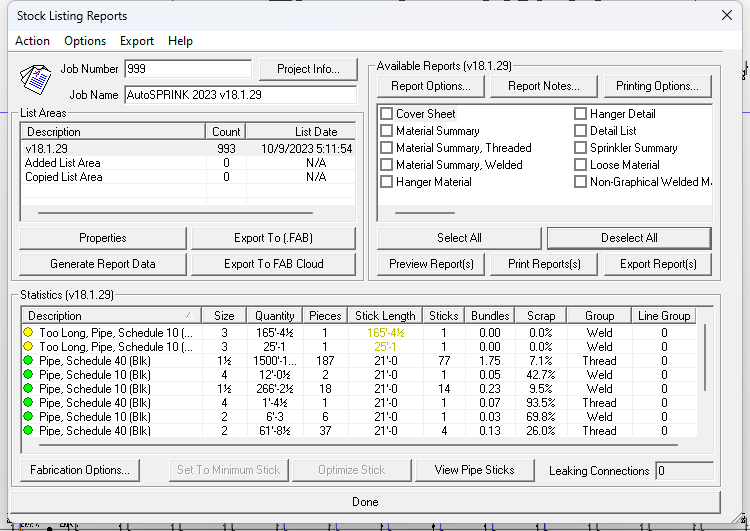 Stock Listing Reports
Action Options Export Help
Job Number 999 Project Info...
Job Name AutoSPRINK 2023 v18.1.29
List Areas
Description Count List Date
v18.1.29 993 10/9/2023 5:11:54
Added List Area 0 N/A
Copied List Area 0 N/A
Properties Export To (.FAB)
Generate Report Data Export To FAB Cloud
Available Reports (v18.1.29)
Report Options... Report Notes... Printing Options...
Cover Sheet Hanger Detail
Material Summary Detail List
Material Summary, Threaded Sprinkler Summary
Material Summary, Welded Loose Material
Hanger Material Non-Graphical Welded
Select All Deselect All
Preview Report(s) Print Reports(s) Export Report(s)
Statistics (v18.1.29)
Description Size Quantity Pieces Stick Length Sticks Bundles Scrap Group Line Group
Too Long, Pipe, Schedule 10 (... 3 165'-4½ 1 165'-4½ 1 0.00 0.0% Weld 0
Too Long, Pipe, Schedule 10 (... 3 25'-1 1 25'-1 1 0.00 0.0% Weld 0
Pipe, Schedule 40 (Blk) 1½ 1500'-1... 187 21'-0 77 1.75 7.1% Thread 0
Pipe, Schedule 10 (Blk) 4 12'-0½ 2 21'-0 1 0.05 42.7% Weld 0
Pipe, Schedule 10 (Blk) 1½ 266'-2½ 18 21'-0 14 0.23 9.5% Weld 0
Pipe, Schedule 40 (Blk) 4 1'-4½ 1 21'-0 1 0.07 93.5% Thread 0
Pipe, Schedule 10 (Blk) 2 6'-3 6 21'-0 1 0.03 69.8% Weld 0
Pipe, Schedule 40 (Blk) 2 61'-8½ 37 21'-0 4 0.13 26.0% Thread 0
Fabrication Options... Set To Minimum Stick Optimize Stick View Pipe Sticks Leaking Connections 0
Done